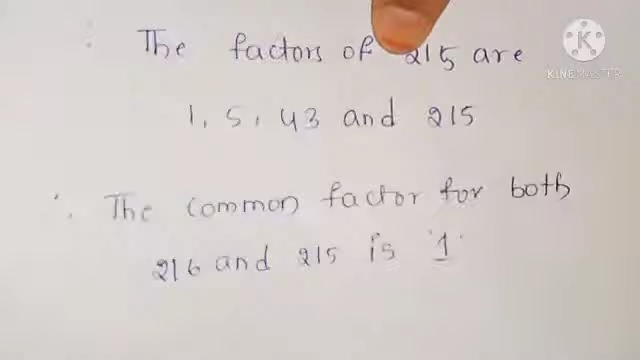 ∴ The factors of 215 are
1, 5, 43 and 215
∴ The common factor for both
216 and 215 is '1'
K
KINEMASTER